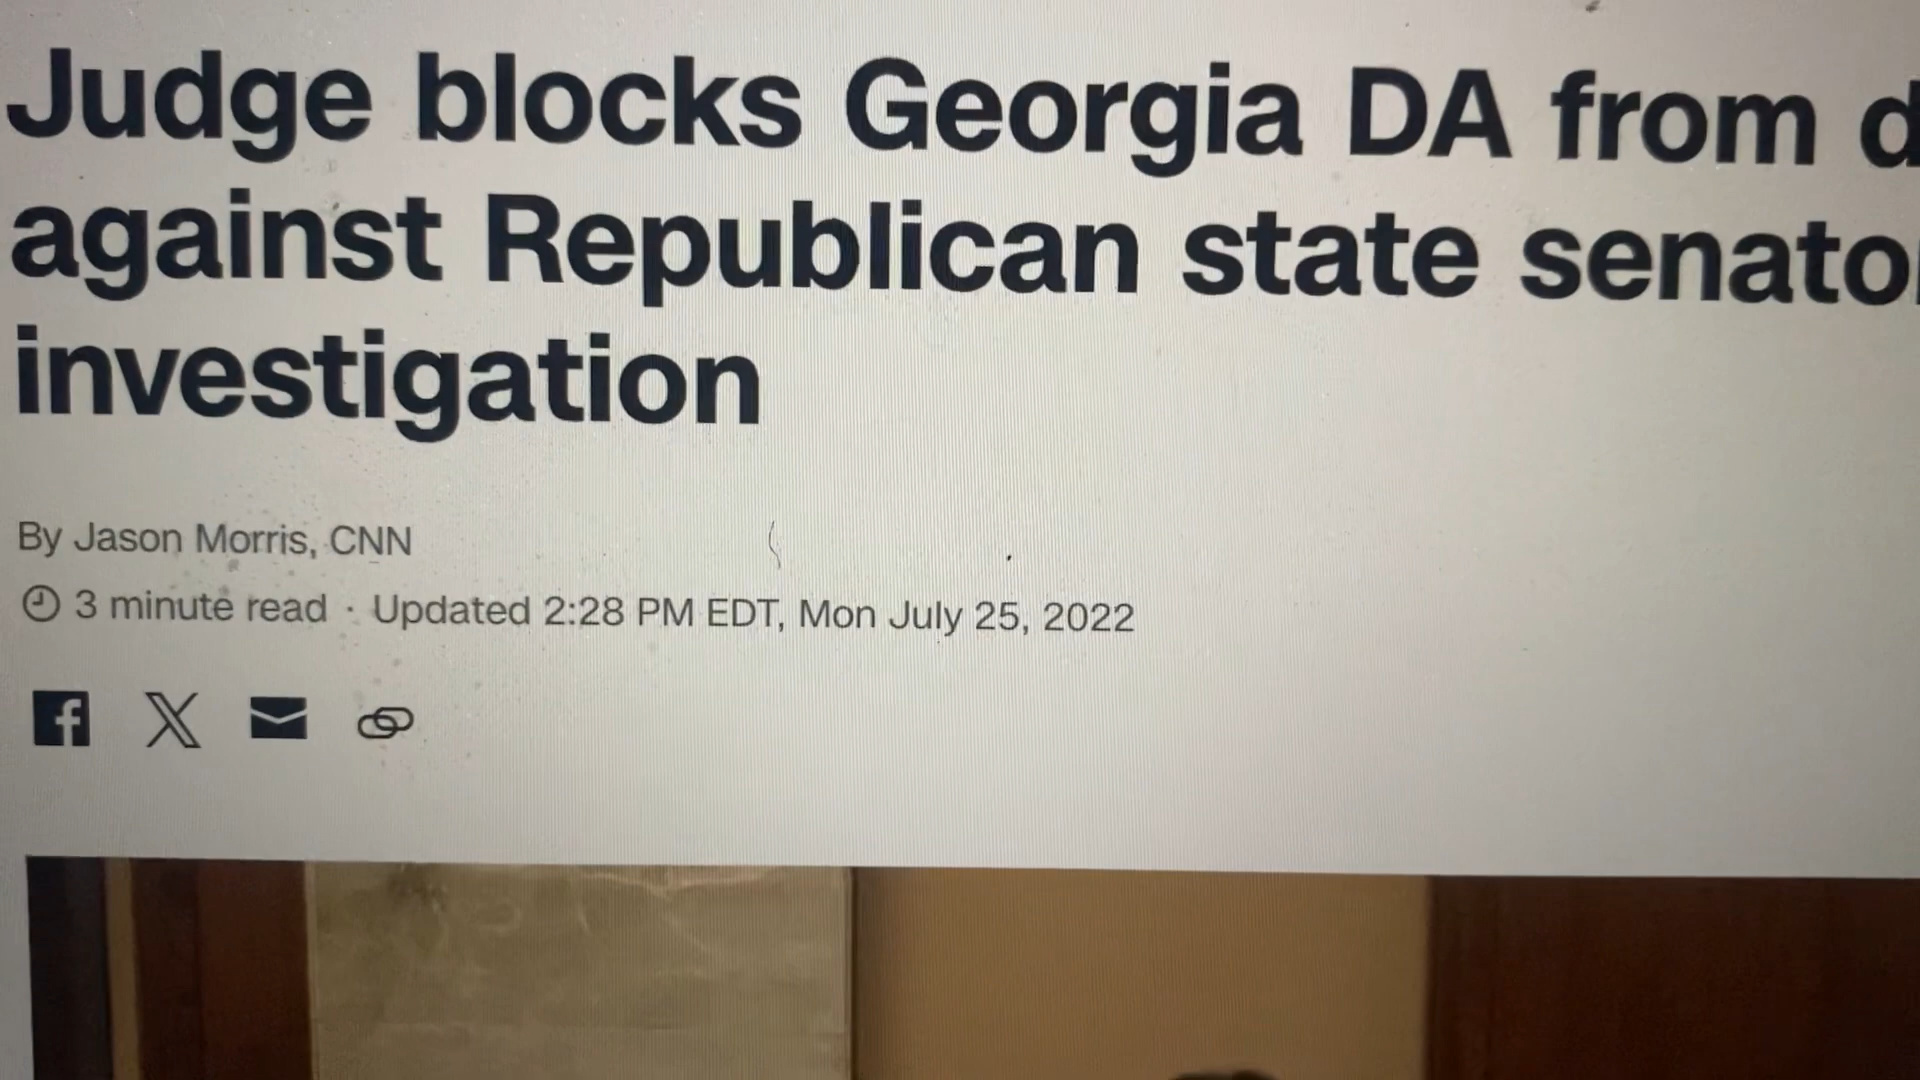 Judge blocks Georgia DA from
against Republican state
investigation
By Jason Morris, CNN
3 minute read · Updated 2:28 PM EDT, Mon July 25, 2022